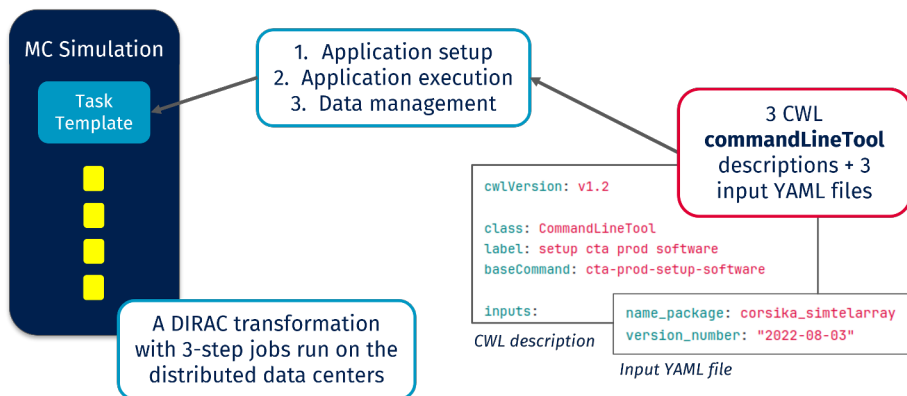 MC Simulation
Task
Template
1. Application setup
2. Application execution
3. Data management
3 CWL
commandLineTool
descriptions + 3
input YAML files
cwlVersion: v1.2
class: CommandLineTool
label: setup cta prod software
baseCommand: cta-prod-setup-software
inputs:
name_package: corsika_simtelarray
version_number: "2022-08-03"
CWL description
Input YAML file
A DIRAC transformation
with 3-step jobs run on the
distributed data centers